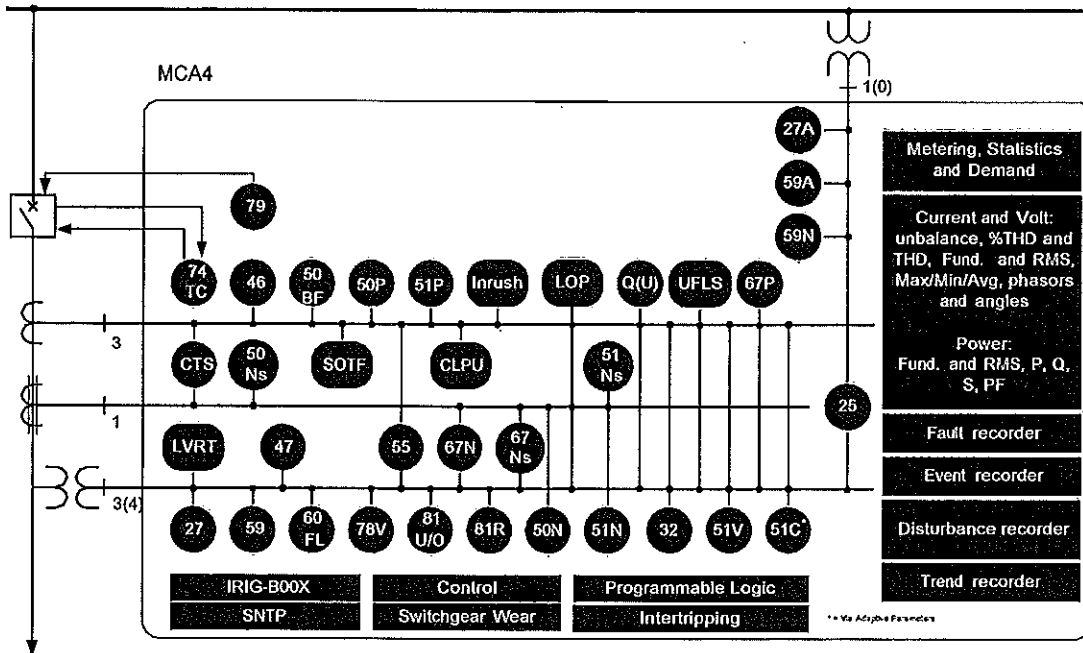 MCA4
1(0)
27A
59A
59N
79
74
TC
46
50
BF
50P
51P
Inrush
LOP
Q(U)
UFLS
67P
3
CTS
50
Ns
SOTF
CLPU
51
Ns
25
1
LVRT
47
55
67N
67
Ns
3(4)
27
59
60
FL
78V
81
U/O
81R
50N
51N
32
51V
51C*
Metering, Statistics
and Demand
Current and Volt:
unbalance, %THD and
THD, Fund. and RMS,
Max/Min/Avg, phasors
and angles
Power:
Fund. and RMS, P, Q,
S, PF
Fault recorder
Event recorder
Disturbance recorder
Trend recorder
IRIG-B00X
Control
Programmable Logic
SNTP
Switchgear Wear
Intertripping
* = Via Adaptive Parameters